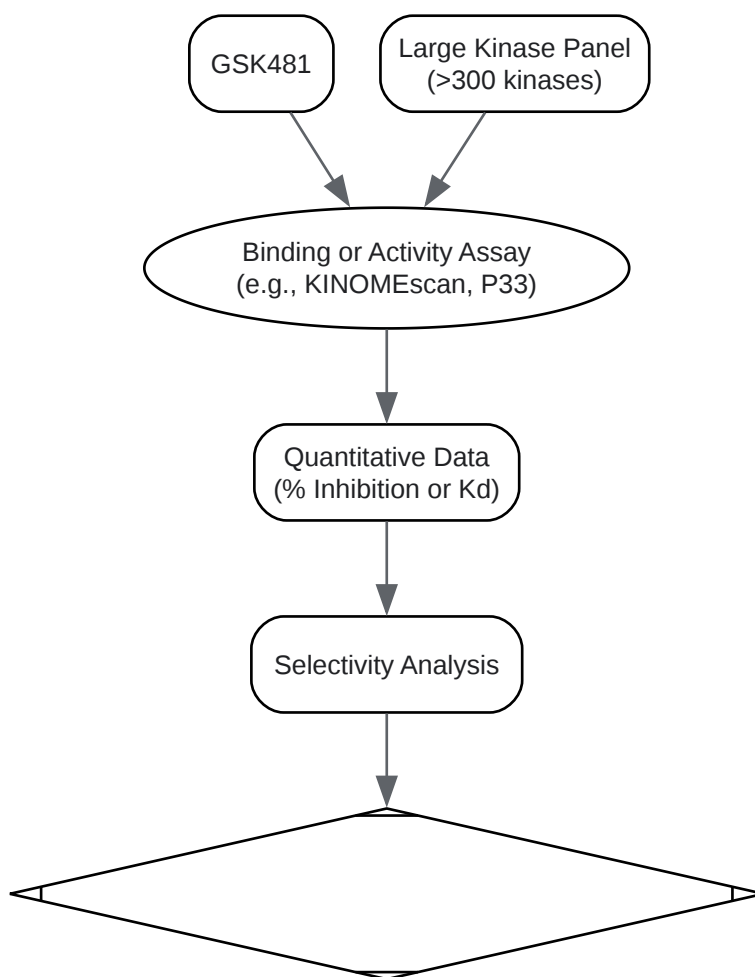 GSK481
Large Kinase Panel
(>300 kinases)
Binding or Activity Assay
(e.g., KINOMEscan, P33)
Quantitative Data
(% Inhibition or Kd)
Selectivity Analysis